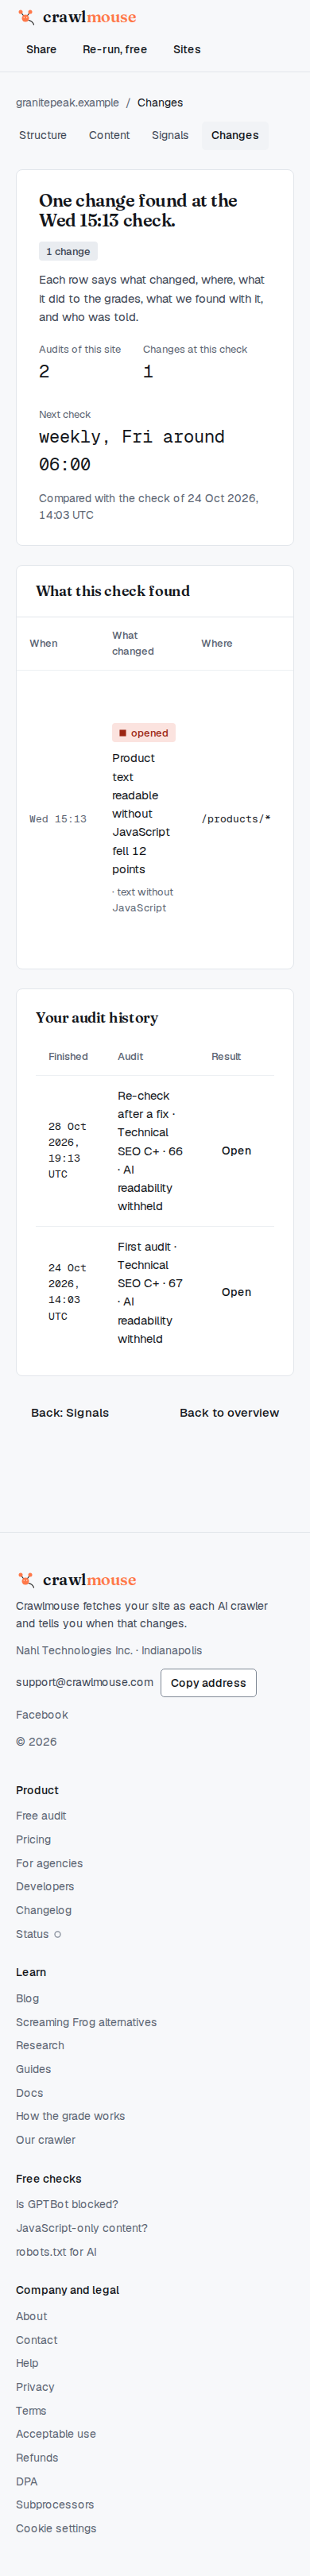 crawlmouse
Share Re-run, free Sites
granitepeak.example / Changes
Structure Content Signals Changes
One change found at the
Wed 15:13 check.
1 change
Each row says what changed, where, what
it did to the grades, what we found with it,
and who was told.
Audits of this site Changes at this check
2 1
Next check
weekly, Fri around
06:00
Compared with the check of 24 Oct 2026,
14:03 UTC
What this check found
When What changed Where
Wed 15:13
opened
Product
text
readable
without
JavaScript
fell 12
points
· text without
JavaScript
/products/*
Your audit history
Finished Audit Result
28 Oct
2026,
19:13
UTC
Re-check
after a fix ·
Technical
SEO C+ · 66
· AI
readability
withheld
Open
24 Oct
2026,
14:03
UTC
First audit ·
Technical
SEO C+ · 67
· AI
readability
withheld
Open
Back: Signals Back to overview
crawlmouse
Crawlmouse fetches your site as each AI crawler
and tells you when that changes.
Nahl Technologies Inc. · Indianapolis
support@crawlmouse.com Copy address
Facebook
© 2026
Product
Free audit
Pricing
For agencies
Developers
Changelog
Status
Learn
Blog
Screaming Frog alternatives
Research
Guides
Docs
How the grade works
Our crawler
Free checks
Is GPTBot blocked?
JavaScript-only content?
robots.txt for AI
Company and legal
About
Contact
Help
Privacy
Terms
Acceptable use
Refunds
DPA
Subprocessors
Cookie settings